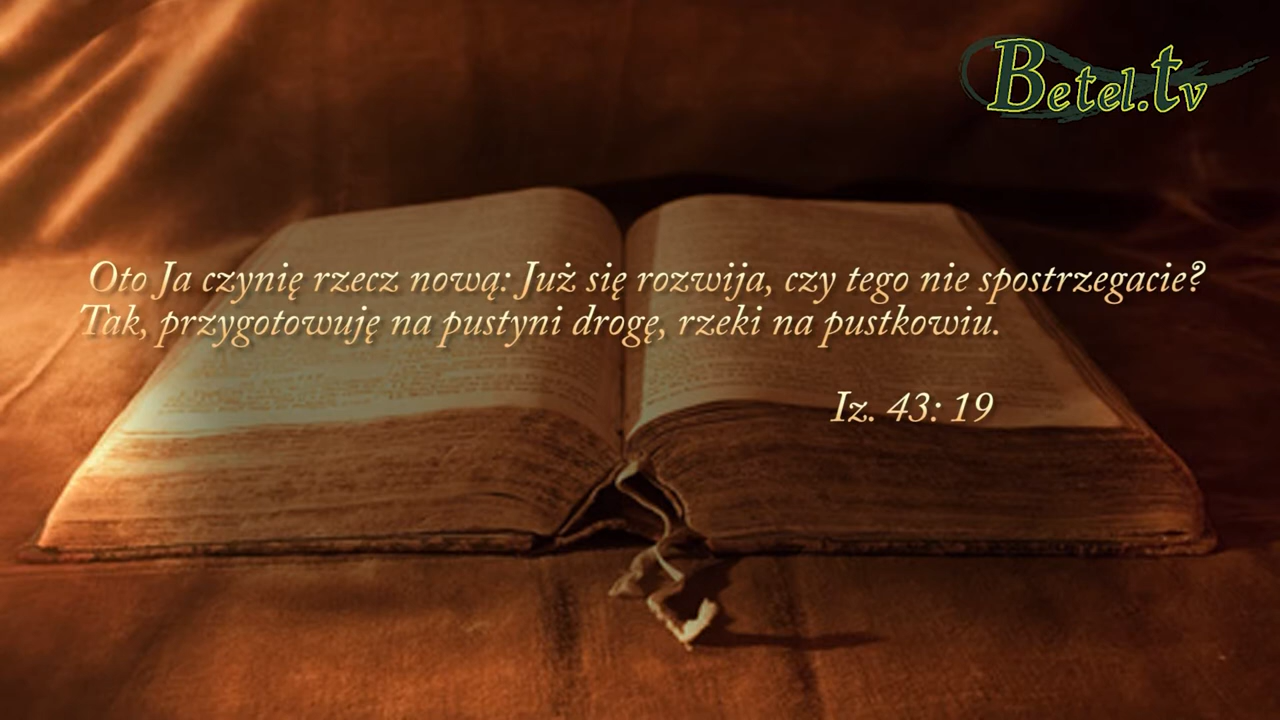 Betel.tv
Oto Ja czynię rzecz nową: Już się rozwija, czy tego nie spostrzegacie?
Tak, przygotowuję na pustyni drogę, rzeki na pustkowiu.
Iz. 43: 19